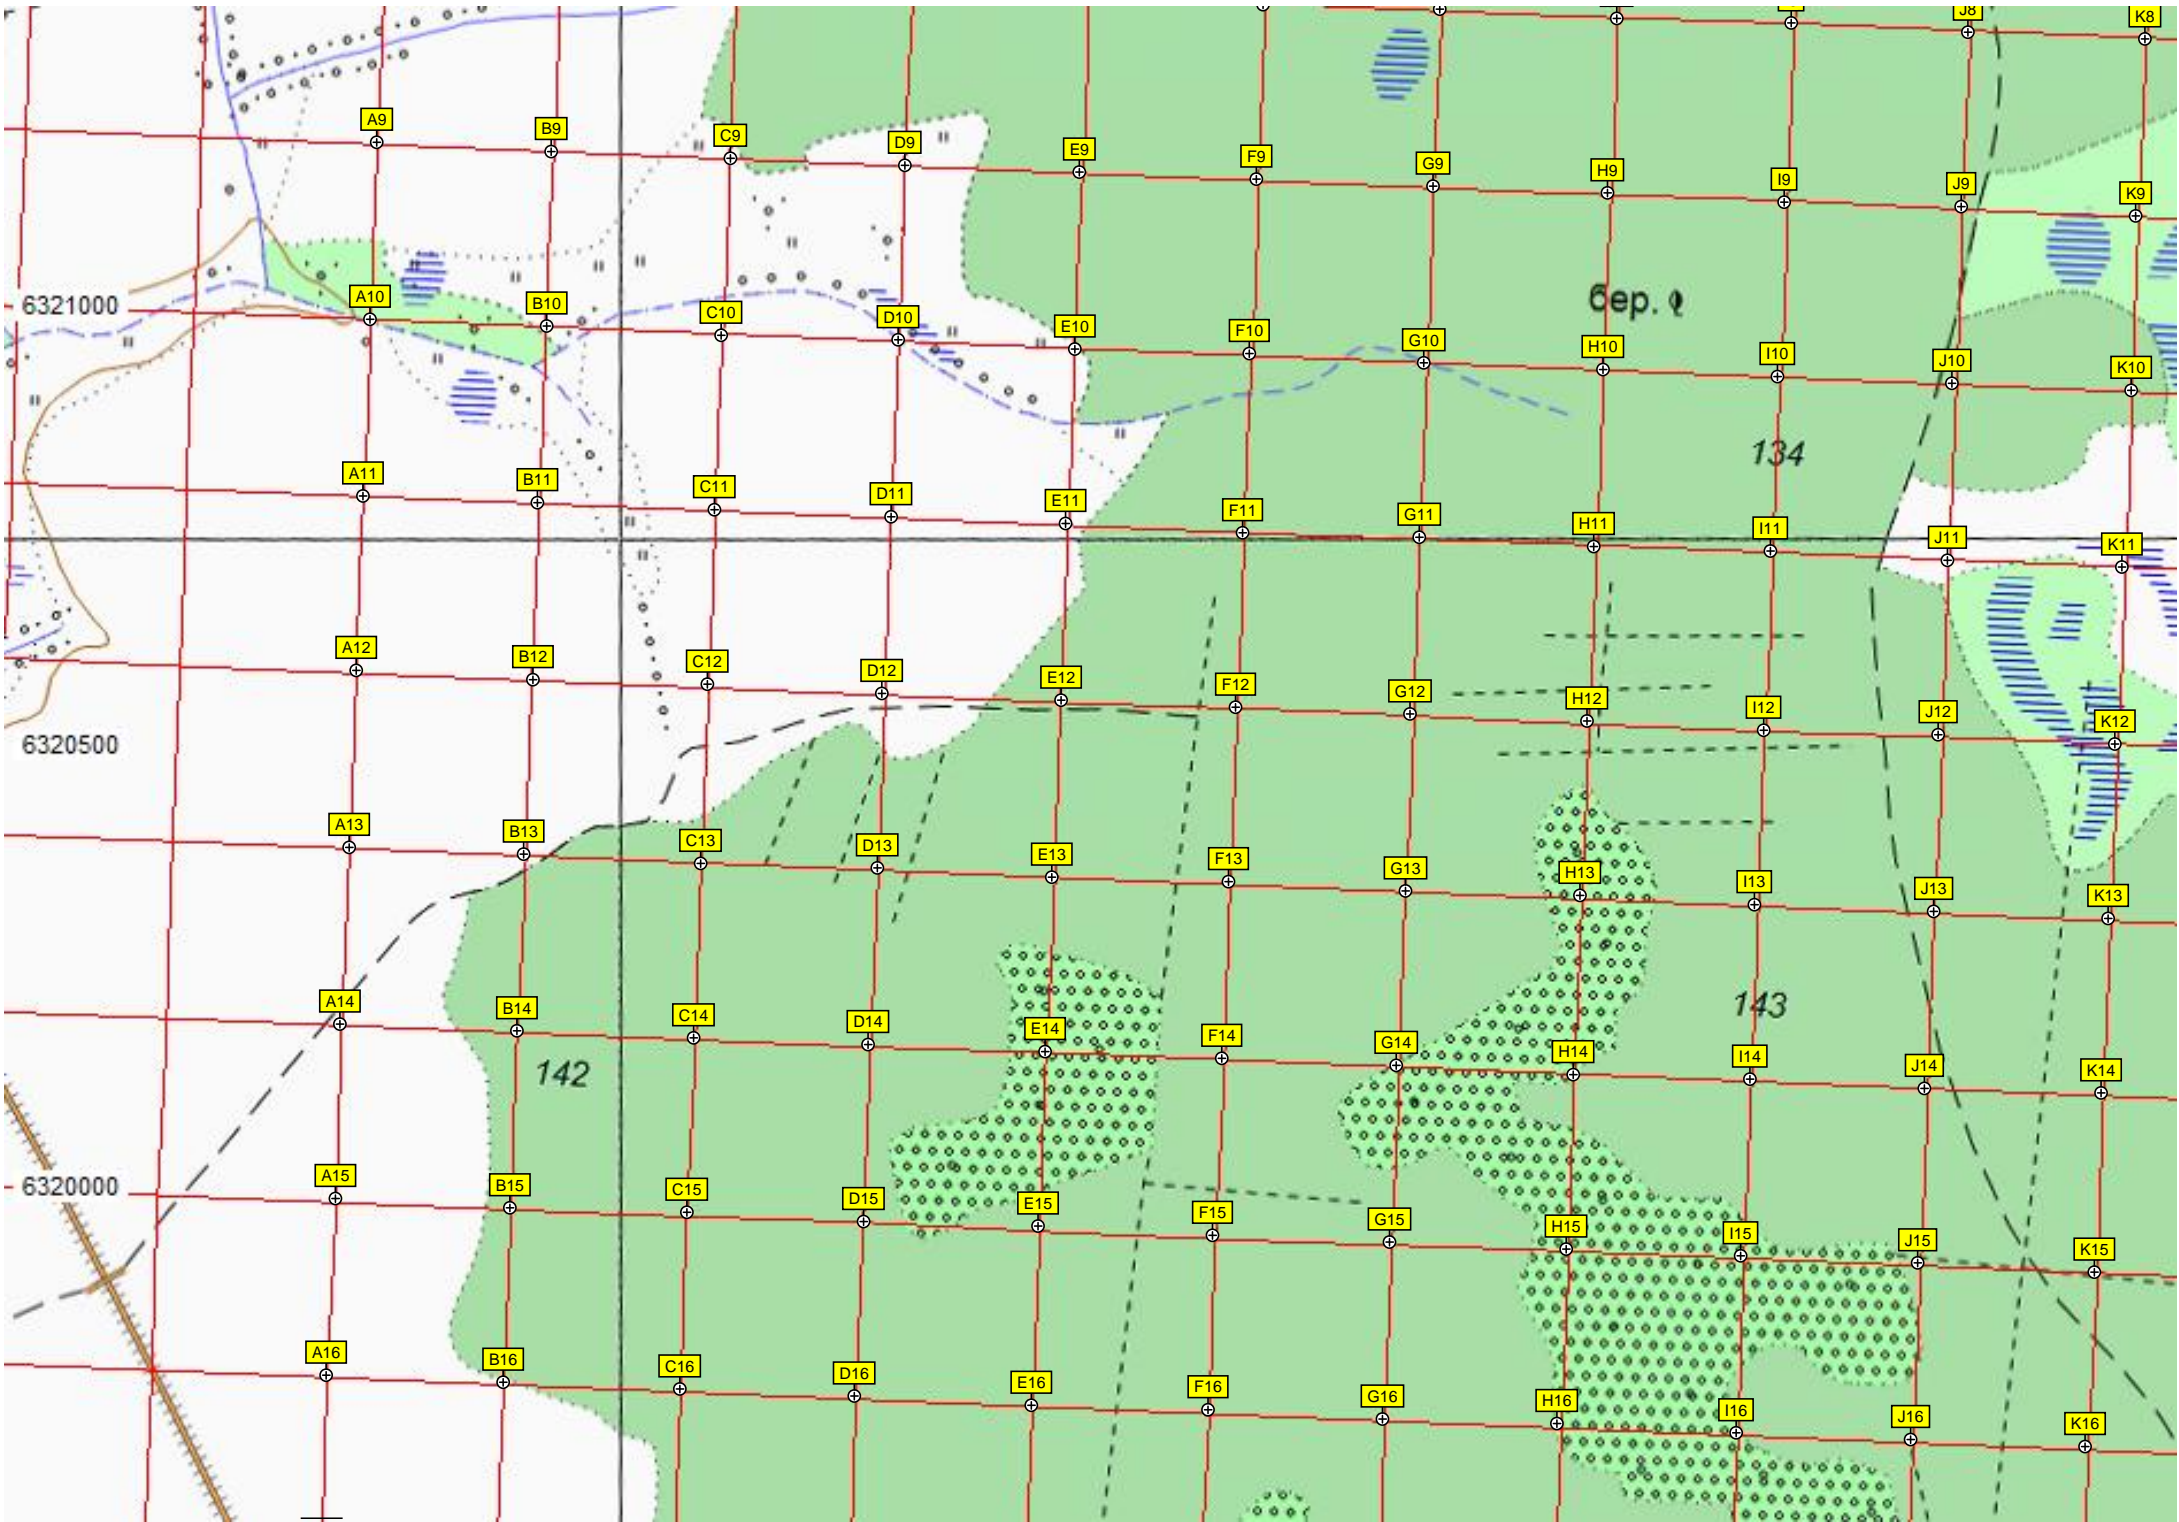 J8 K8
A9 B9 C9 D9 E9 F9 G9 H9 I9 J9 K9
бер.
6321000
A10 B10 C10 D10 E10 F10 G10 H10 I10 J10 K10
134
A11 B11 C11 D11 E11 F11 G11 H11 I11 J11 K11
A12 B12 C12 D12 E12 F12 G12 H12 I12 J12 K12
6320500
A13 B13 C13 D13 E13 F13 G13 H13 I13 J13 K13
143
A14 B14 C14 D14 E14 F14 G14 H14 I14 J14 K14
142
6320000
A15 B15 C15 D15 E15 F15 G15 H15 I15 J15 K15
A16 B16 C16 D16 E16 F16 G16 H16 I16 J16 K16